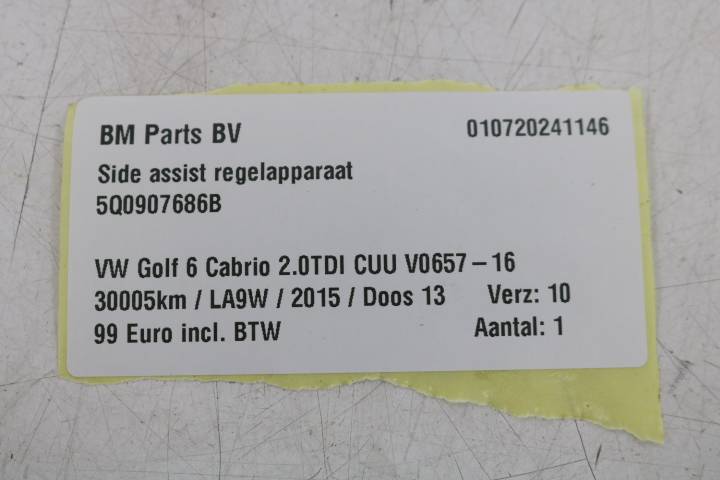 BM Parts BV 010720241146
Side assist regelapparaat
5Q0907686B
VW Golf 6 Cabrio 2.0TDI CUU V0657-16
30005km / LA9W / 2015 / Doos 13 Verz: 10
99 Euro incl. BTW Aantal: 1